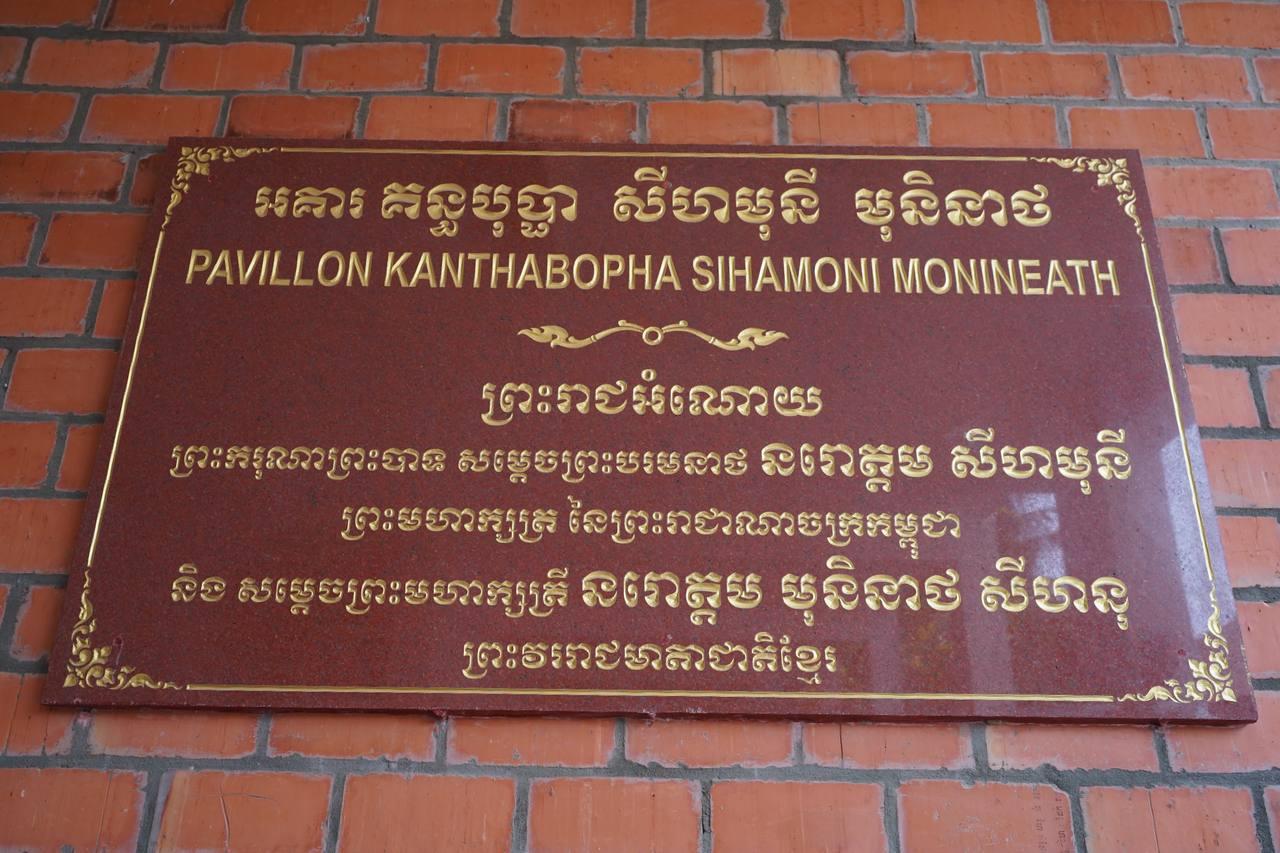 អគារ គន្ធបុប្ផា សីហមុនី មុនិនាថ
PAVILLON KANTHABOPHA SIHAMONI MONINEATH
ព្រះរាជអំណោយ
ព្រះករុណាព្រះបាទ សម្តេចព្រះបរមនាថ នរោត្តម សីហមុនី
ព្រះមហាក្សត្រ នៃព្រះរាជាណាចក្រកម្ពុជា
និង សម្តេចព្រះមហាក្សត្រី នរោត្តម មុនិនាថ សីហនុ
ព្រះវររាជមាតាជាតិខ្មែរ